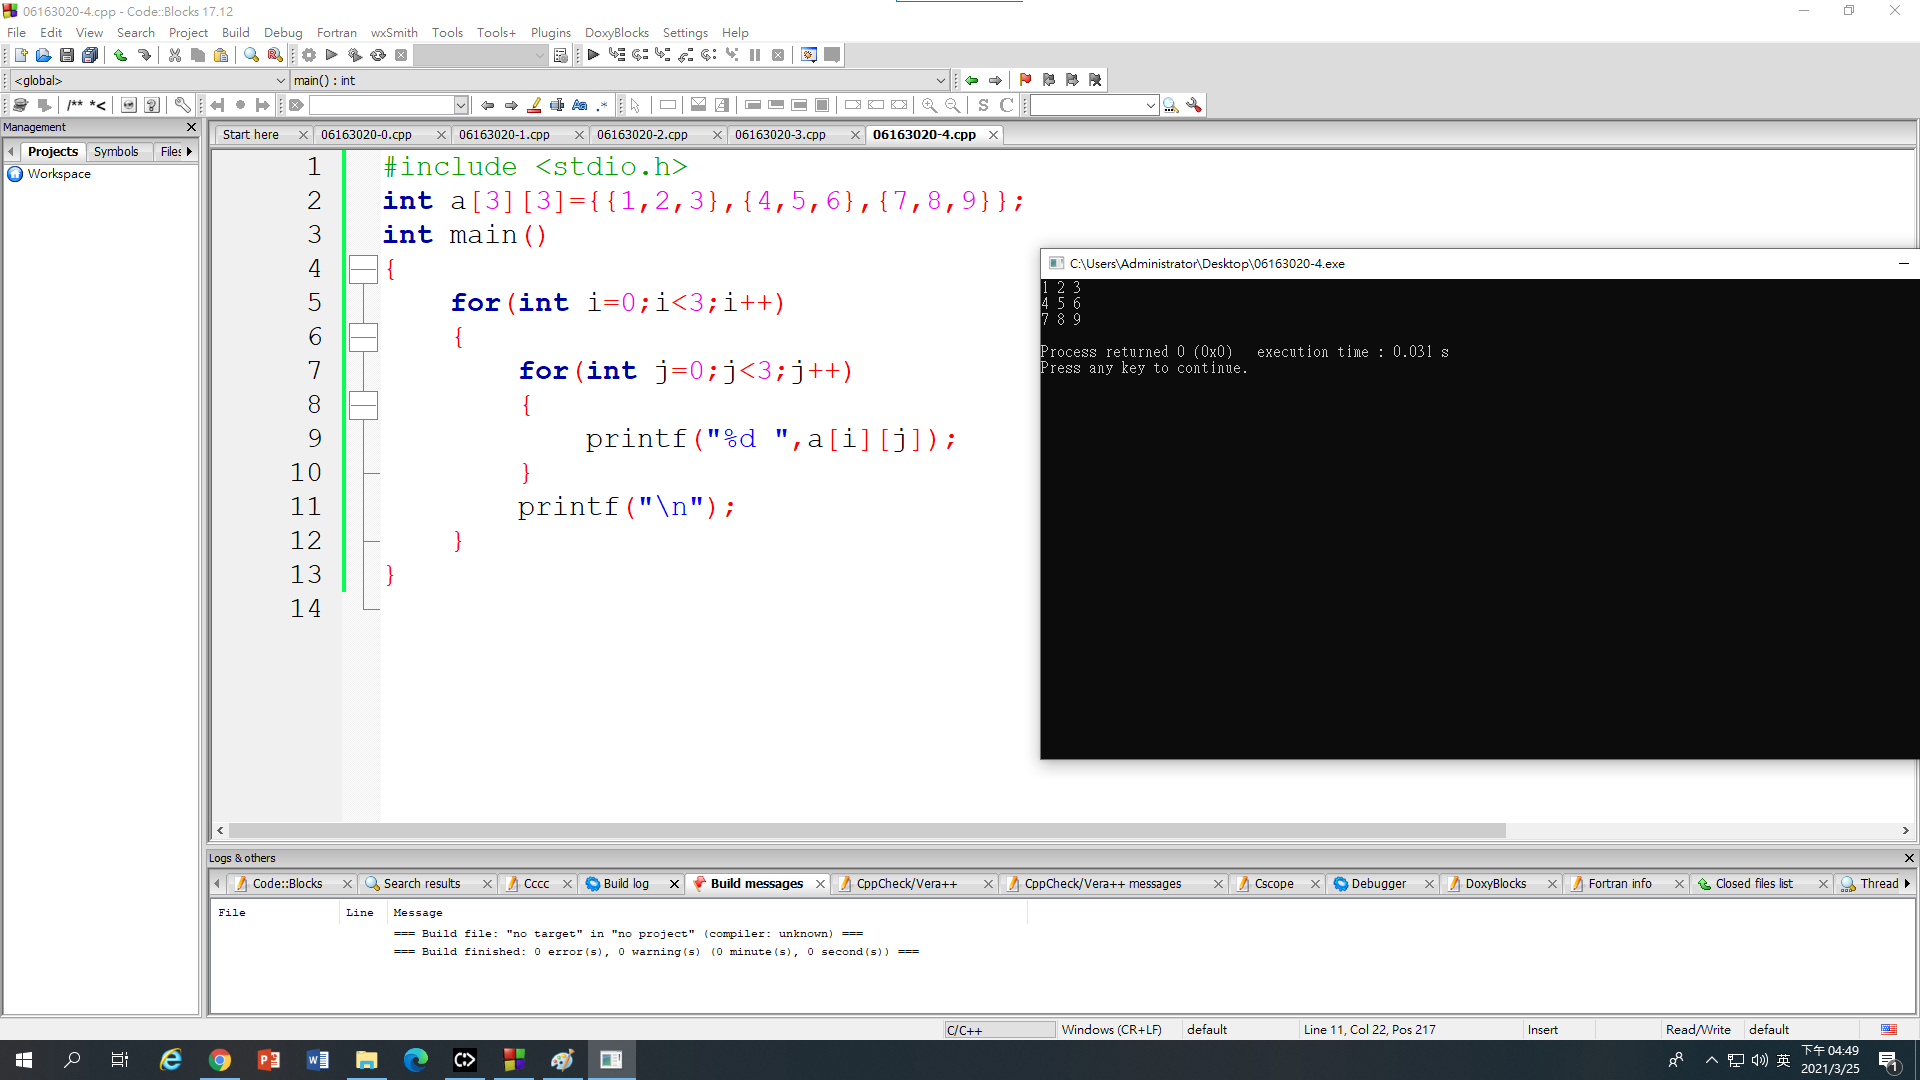 06163020-4.cpp - Code::Blocks 17.12
File Edit View Search Project Build Debug Fortran wxSmith Tools Tools+ Plugins DoxyBlocks Settings Help
<global> main() : int
/** *<
Aa .*
S C
Management
Start here 06163020-0.cpp 06163020-1.cpp 06163020-2.cpp 06163020-3.cpp 06163020-4.cpp
Projects Symbols Files
Workspace
1 #include <stdio.h>
2 int a[3][3]={{1,2,3},{4,5,6},{7,8,9}};
3 int main()
4 {
5 for(int i=0;i<3;i++)
6 {
7 for(int j=0;j<3;j++)
8 {
9 printf("%d ",a[i][j]);
10 }
11 printf("\n");
12 }
13 }
14
C:\Users\Administrator\Desktop\06163020-4.exe
1 2 3
4 5 6
7 8 9
Process returned 0 (0x0)   execution time : 0.031 s
Press any key to continue.
Logs & others
Code::Blocks Search results Cccc Build log Build messages CppCheck/Vera++ CppCheck/Vera++ messages Cscope Debugger DoxyBlocks Fortran info Closed files list Thread
File Line Message
=== Build file: "no target" in "no project" (compiler: unknown) ===
=== Build finished: 0 error(s), 0 warning(s) (0 minute(s), 0 second(s)) ===
C/C++ Windows (CR+LF) default Line 11, Col 22, Pos 217 Insert Read/Write default
英
下午 04:49
2021/3/25
1